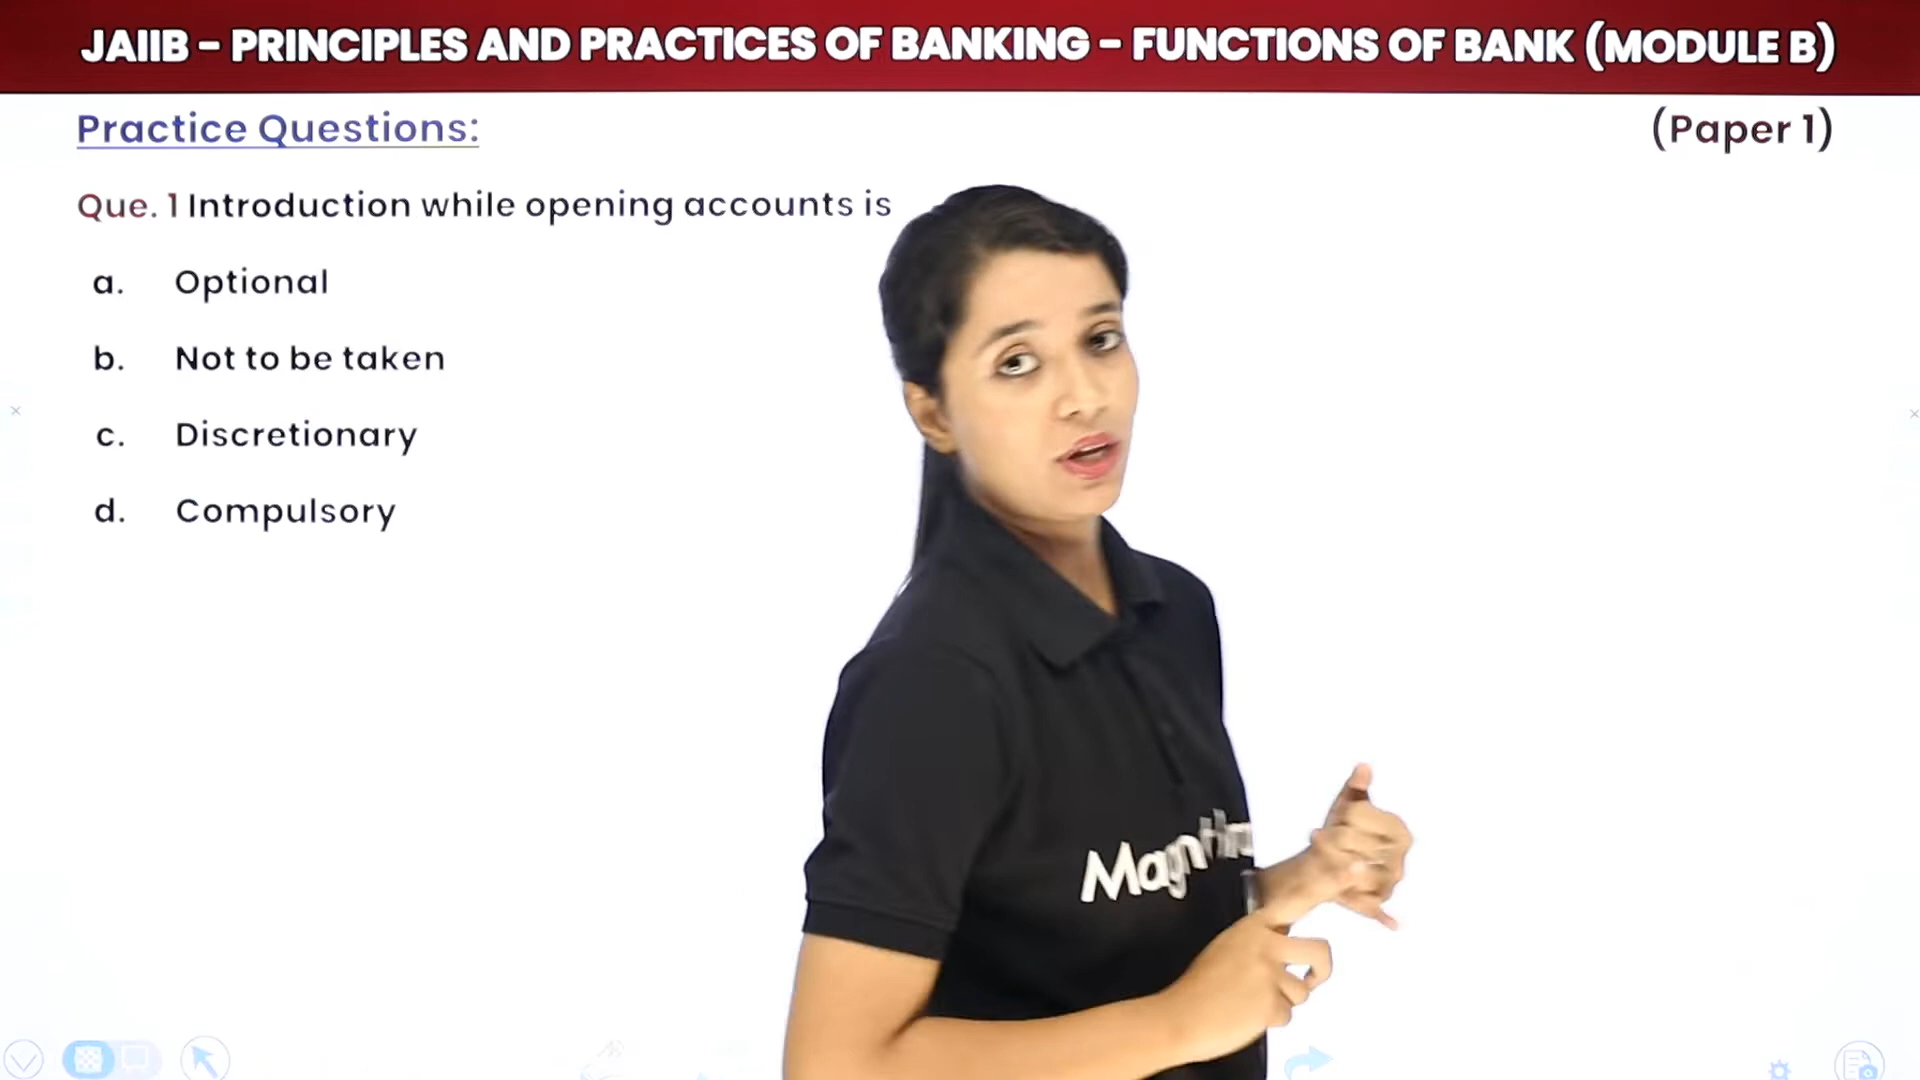 JAIIB - PRINCIPLES AND PRACTICES OF BANKING - FUNCTIONS OF BANK (MODULE B)
Practice Questions:
(Paper 1)
Que. 1 Introduction while opening accounts is
a. Optional
b. Not to be taken
c. Discretionary
d. Compulsory